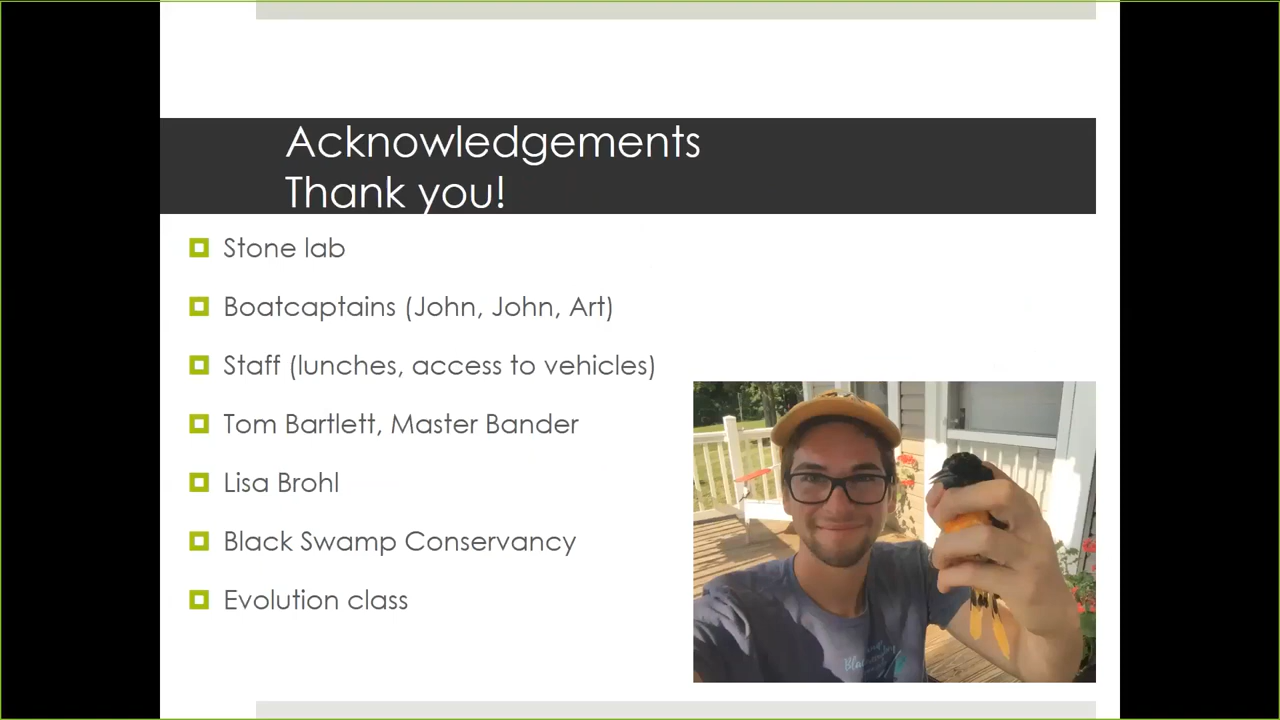 Acknowledgements
Thank you!
Stone lab
Boatcaptains (John, John, Art)
Staff (lunches, access to vehicles)
Tom Bartlett, Master Bander
Lisa Brohl
Black Swamp Conservancy
Evolution class